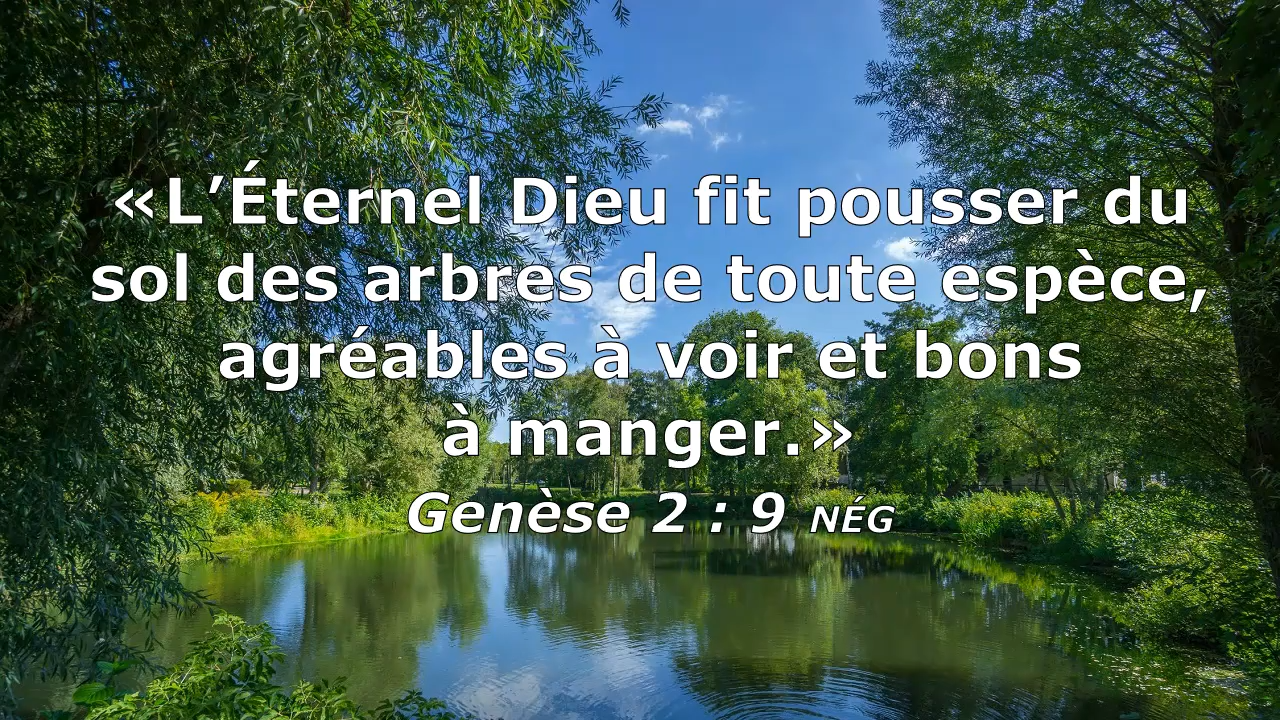 «L’Éternel Dieu fit pousser du
sol des arbres de toute espèce,
agréables à voir et bons
à manger.»
Genèse 2 : 9 NÉG